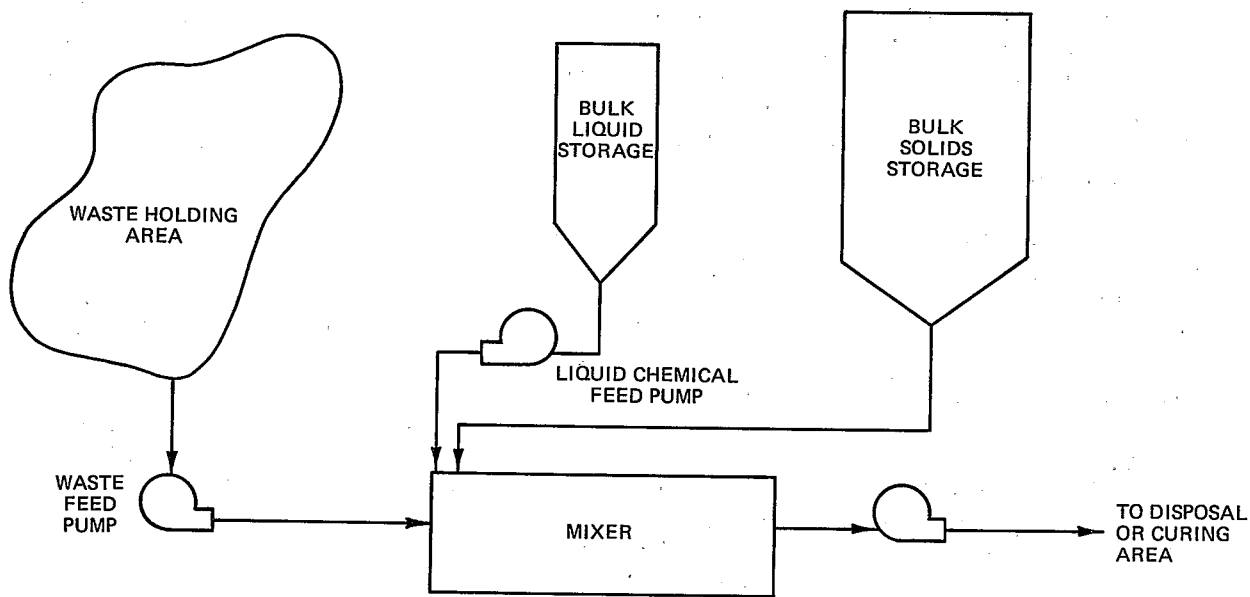 WASTE HOLDING
AREA
BULK
LIQUID
STORAGE
BULK
SOLIDS
STORAGE
LIQUID CHEMICAL
FEED PUMP
WASTE
FEED
PUMP
MIXER
TO DISPOSAL
OR CURING
AREA